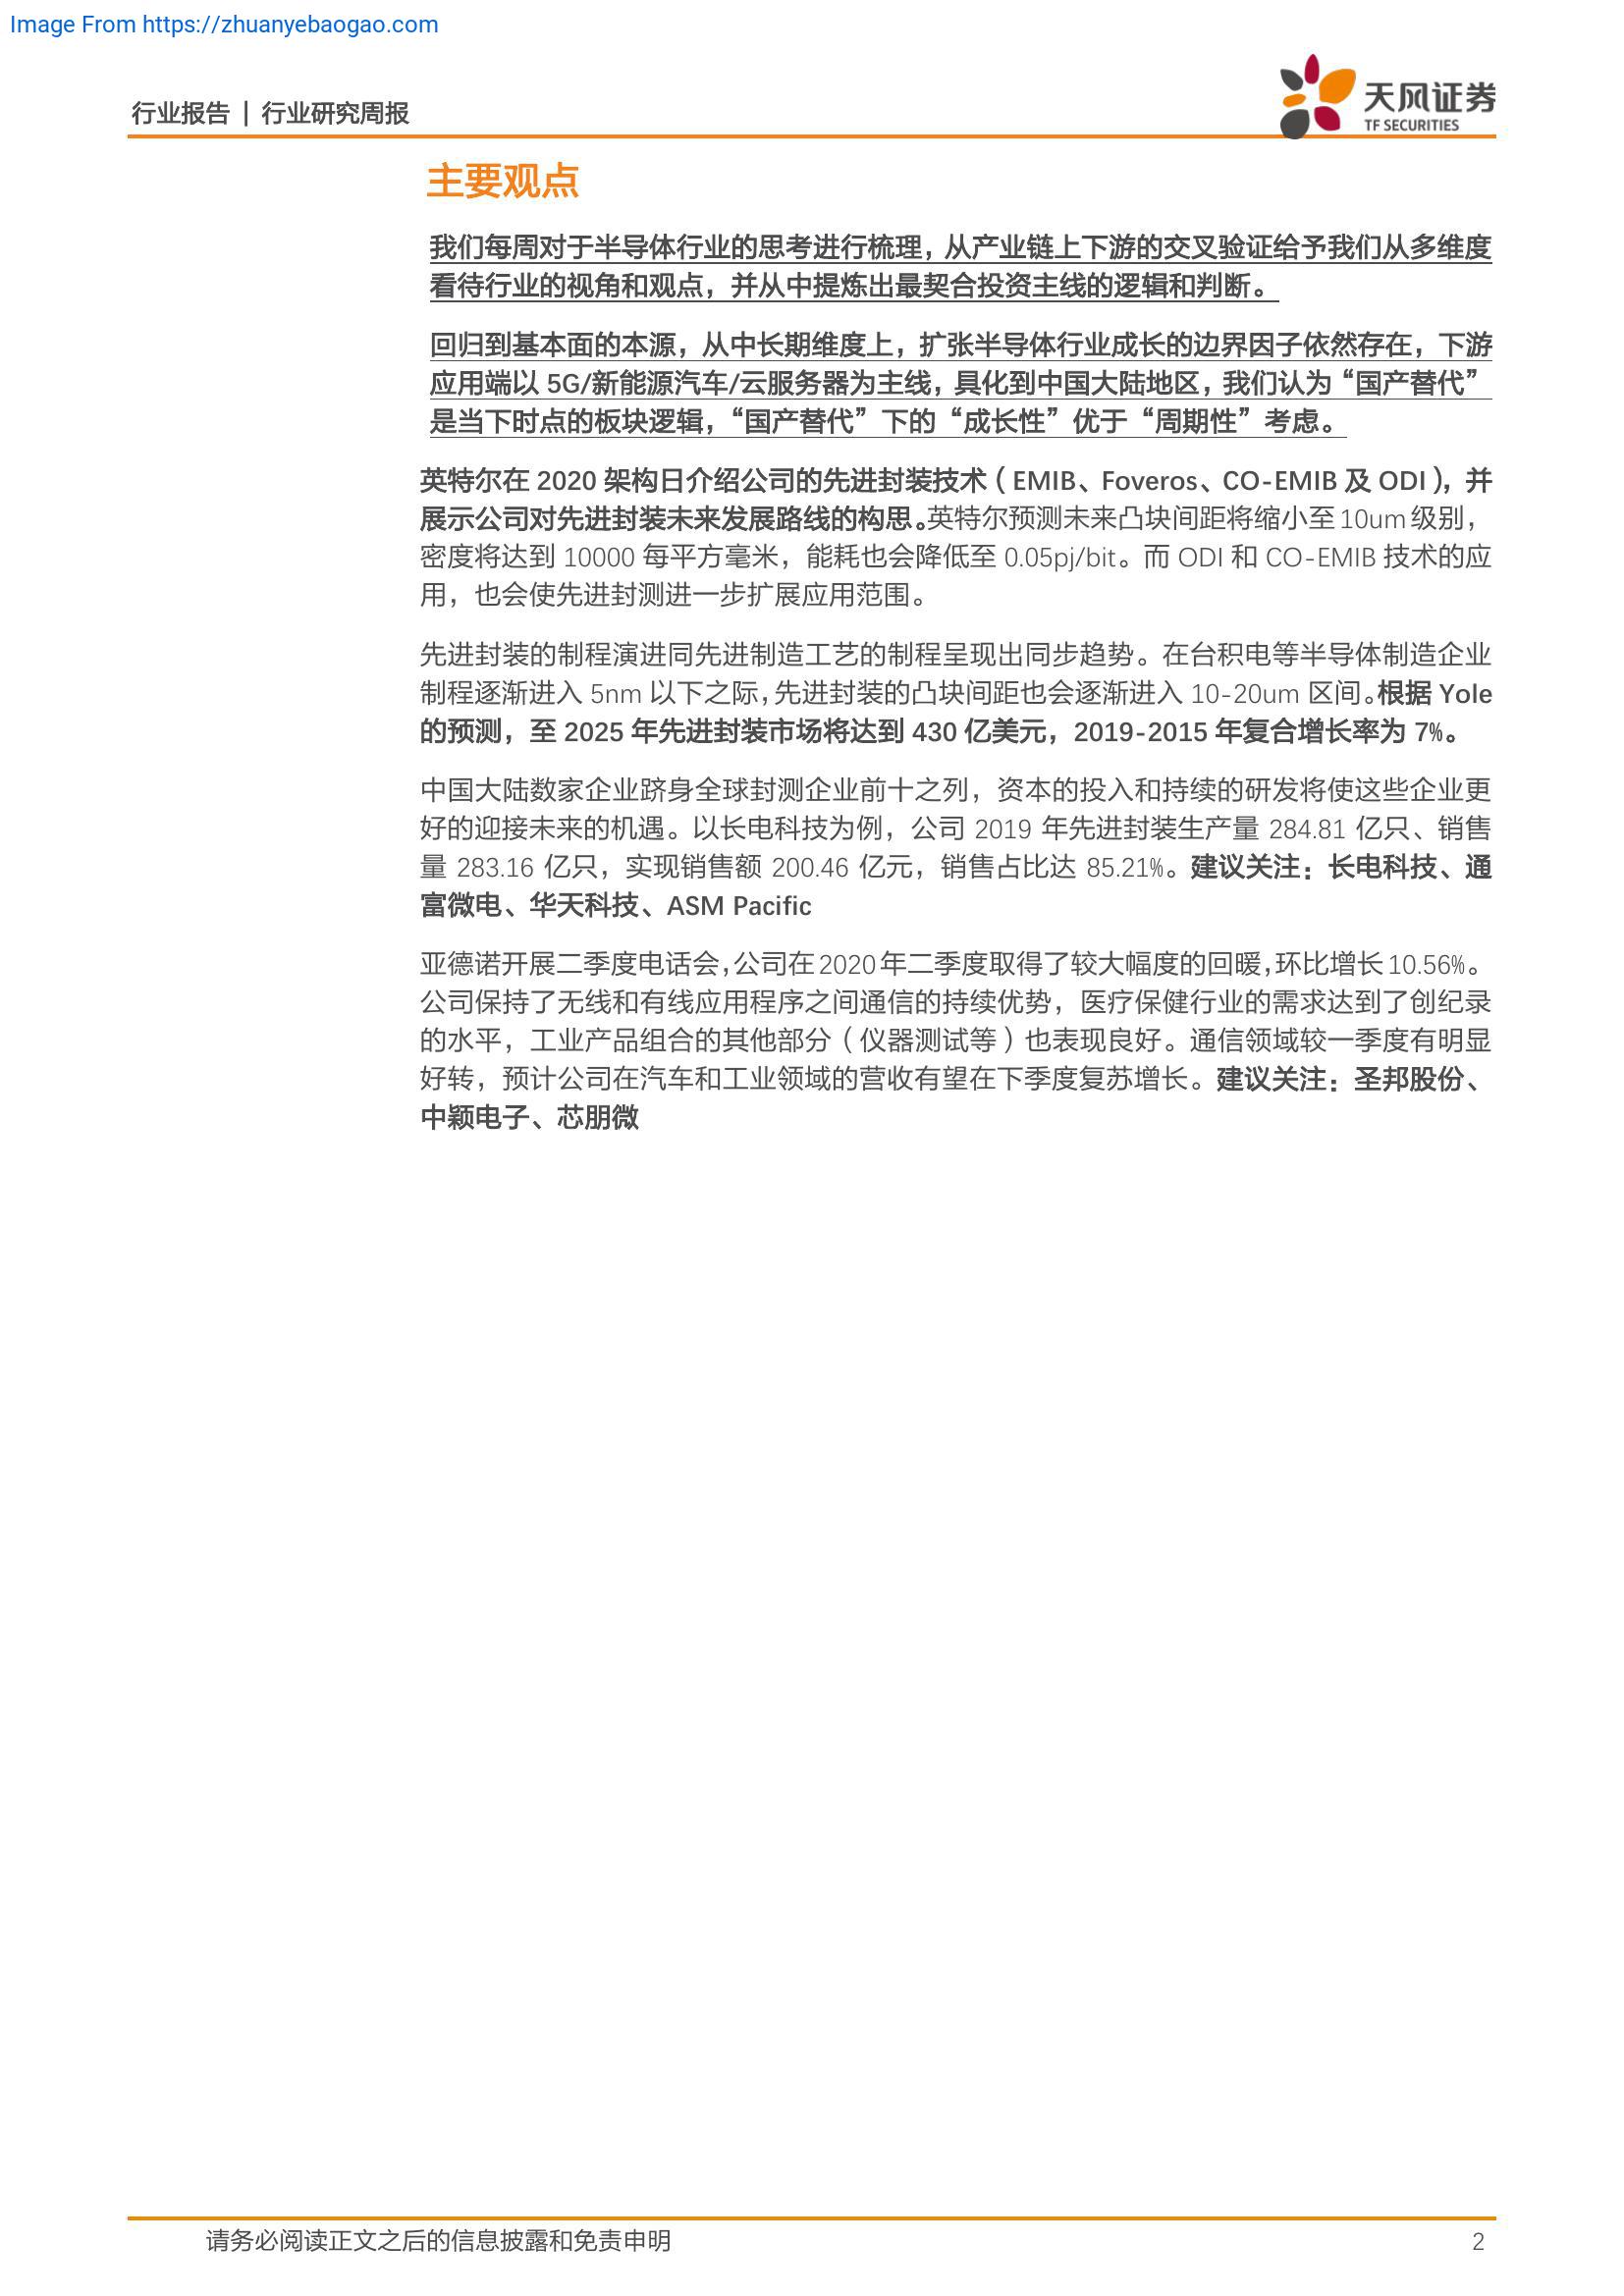 Image From https://zhuanyebaogao.com
行业报告 | 行业研究周报
天风证券
TF SECURITIES
主要观点
我们每周对于半导体行业的思考进行梳理，从产业链上下游的交叉验证给予我们从多维度
看待行业的视角和观点，并从中提炼出最契合投资主线的逻辑和判断。
回归到基本面的本源，从中长期维度上，扩张半导体行业成长的边界因子依然存在，下游
应用端以 5G/新能源汽车/云服务器为主线，具化到中国大陆地区，我们认为“国产替代”
是当下时点的板块逻辑，“国产替代”下的“成长性”优于“周期性”考虑。
英特尔在 2020 架构日介绍公司的先进封装技术（EMIB、Foveros、CO-EMIB 及 ODI），并
展示公司对先进封装未来发展路线的构思。英特尔预测未来凸块间距将缩小至 10um 级别，
密度将达到 10000 每平方毫米，能耗也会降低至 0.05pj/bit。而 ODI 和 CO-EMIB 技术的应
用，也会使先进封测进一步扩展应用范围。
先进封装的制程演进同先进制造工艺的制程呈现出同步趋势。在台积电等半导体制造企业
制程逐渐进入 5nm 以下之际，先进封装的凸块间距也会逐渐进入 10-20um 区间。根据 Yole
的预测，至 2025 年先进封装市场将达到 430 亿美元，2019-2015 年复合增长率为 7%。
中国大陆数家企业跻身全球封测企业前十之列，资本的投入和持续的研发将使这些企业更
好的迎接未来的机遇。以长电科技为例，公司 2019 年先进封装生产量 284.81 亿只、销售
量 283.16 亿只，实现销售额 200.46 亿元，销售占比达 85.21%。建议关注：长电科技、通
富微电、华天科技、ASM Pacific
亚德诺开展二季度电话会，公司在 2020 年二季度取得了较大幅度的回暖，环比增长 10.56%。
公司保持了无线和有线应用程序之间通信的持续优势，医疗保健行业的需求达到了创纪录
的水平，工业产品组合的其他部分（仪器测试等）也表现良好。通信领域较一季度有明显
好转，预计公司在汽车和工业领域的营收有望在下季度复苏增长。建议关注：圣邦股份、
中颖电子、芯朋微
请务必阅读正文之后的信息披露和免责申明
2